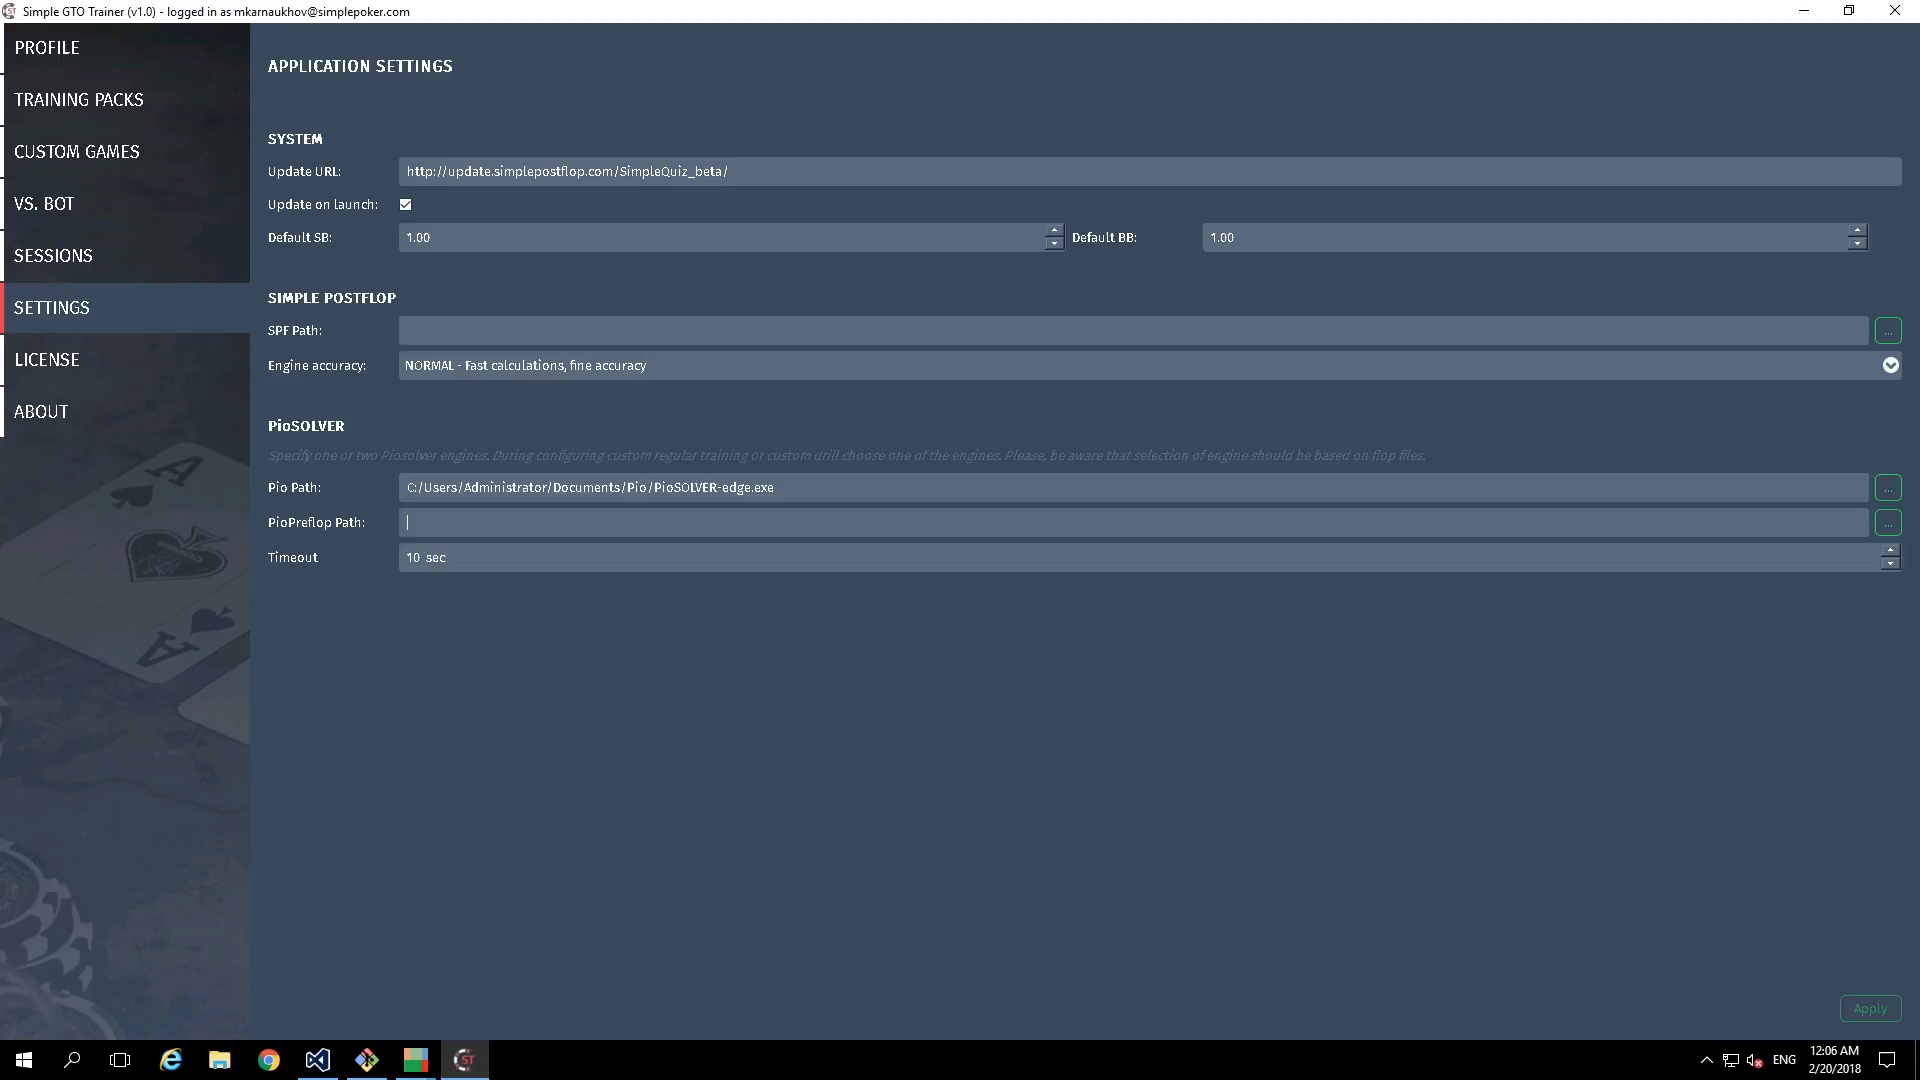 Simple GTO Trainer (v1.0) - logged in as mkarnaukhov@simplepoker.com
PROFILE
TRAINING PACKS
CUSTOM GAMES
VS. BOT
SESSIONS
SETTINGS
LICENSE
ABOUT
APPLICATION SETTINGS
SYSTEM
Update URL: http://update.simplepostflop.com/SimpleQuiz_beta/
Update on launch:
Default SB: 1.00 Default BB: 1.00
SIMPLE POSTFLOP
SPF Path: ...
Engine accuracy: NORMAL - Fast calculations, fine accuracy
PioSOLVER
Specify one or two Piosolver engines. During configuring custom regular training or custom drill choose one of the engines. Please, be aware that selection of engine should be based on flop files.
Pio Path: C:/Users/Administrator/Documents/Pio/PioSOLVER-edge.exe ...
PioPreflop Path: ...
Timeout 10 sec
Apply
ST
ENG
12:06 AM
2/20/2018